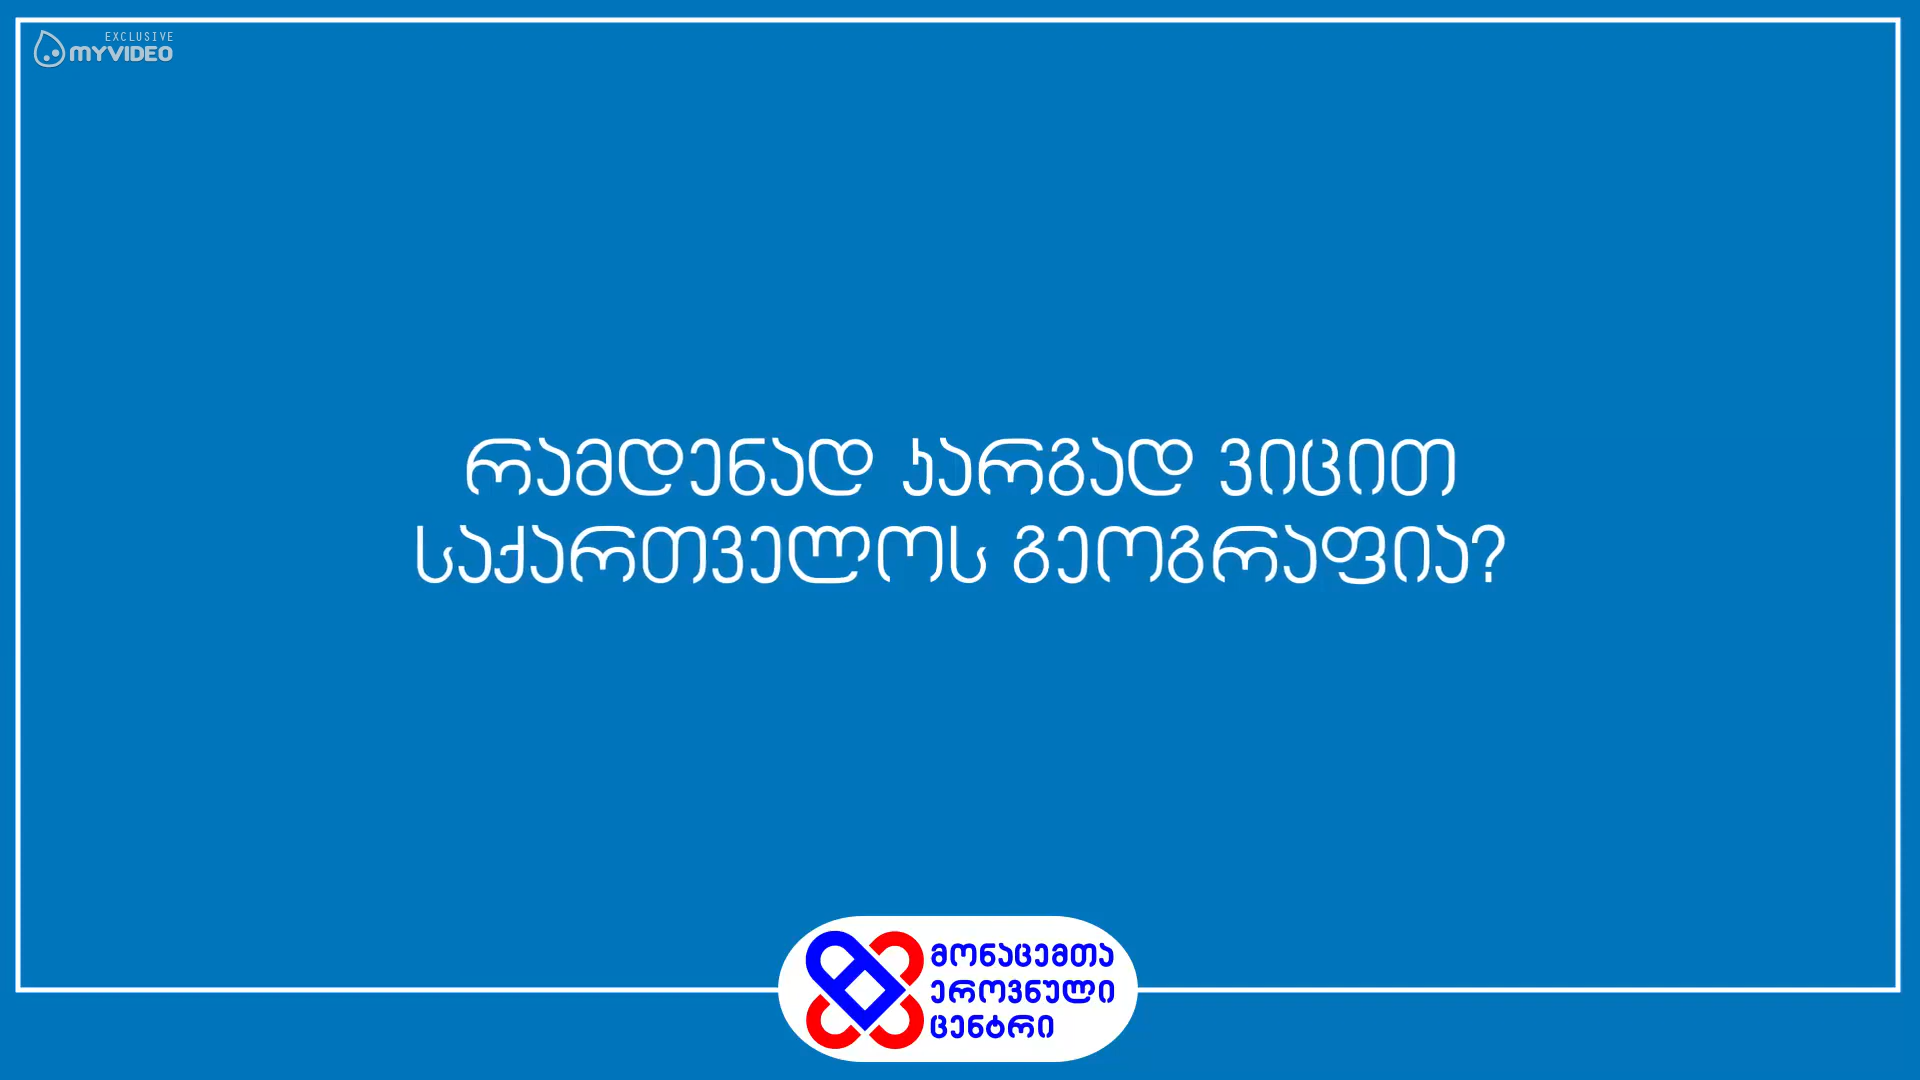 EXCLUSIVE
MYVIDEO
რამდენად კარგად ვიცით
საქართველოს გეოგრაფია?
მონაცემთა
ეროვნული
ცენტრი